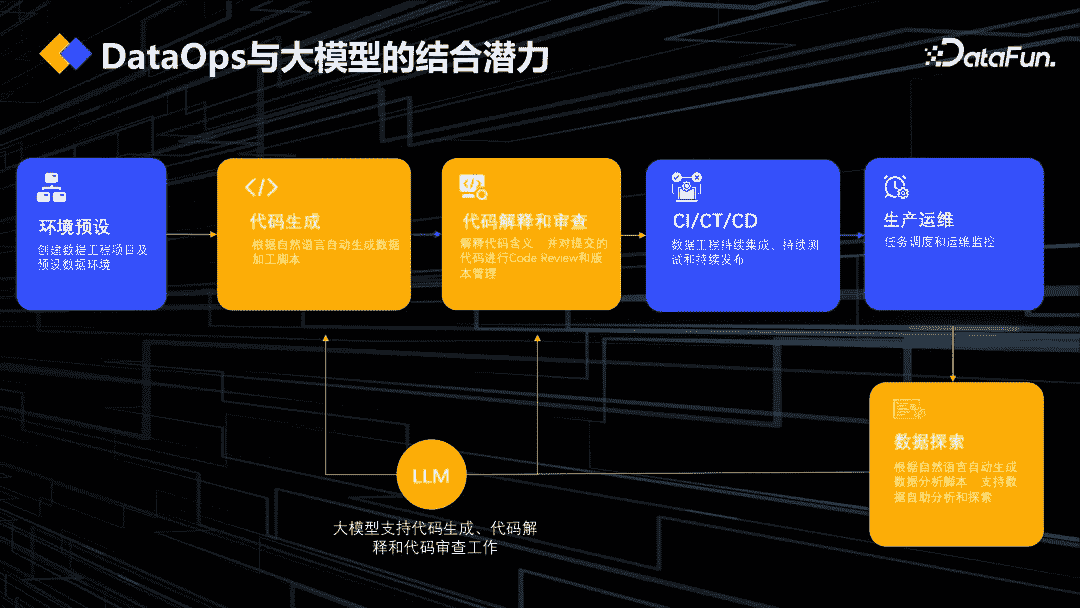 DataOps与大模型的结合潜力
DataFun.
环境预设
创建数据工程项目及
预设数据环境
代码生成
根据自然语言自动生成数据
加工脚本
代码解释和审查
解释代码含义 并对提交的
代码进行Code Review和版
本管理
CI/CT/CD
数据工程持续集成、持续测
试和持续发布
生产运维
任务调度和运维监控
数据探索
根据自然语言自动生成
数据分析脚本 支持数
据自助分析和探索
LLM
大模型支持代码生成、代码解
释和代码审查工作